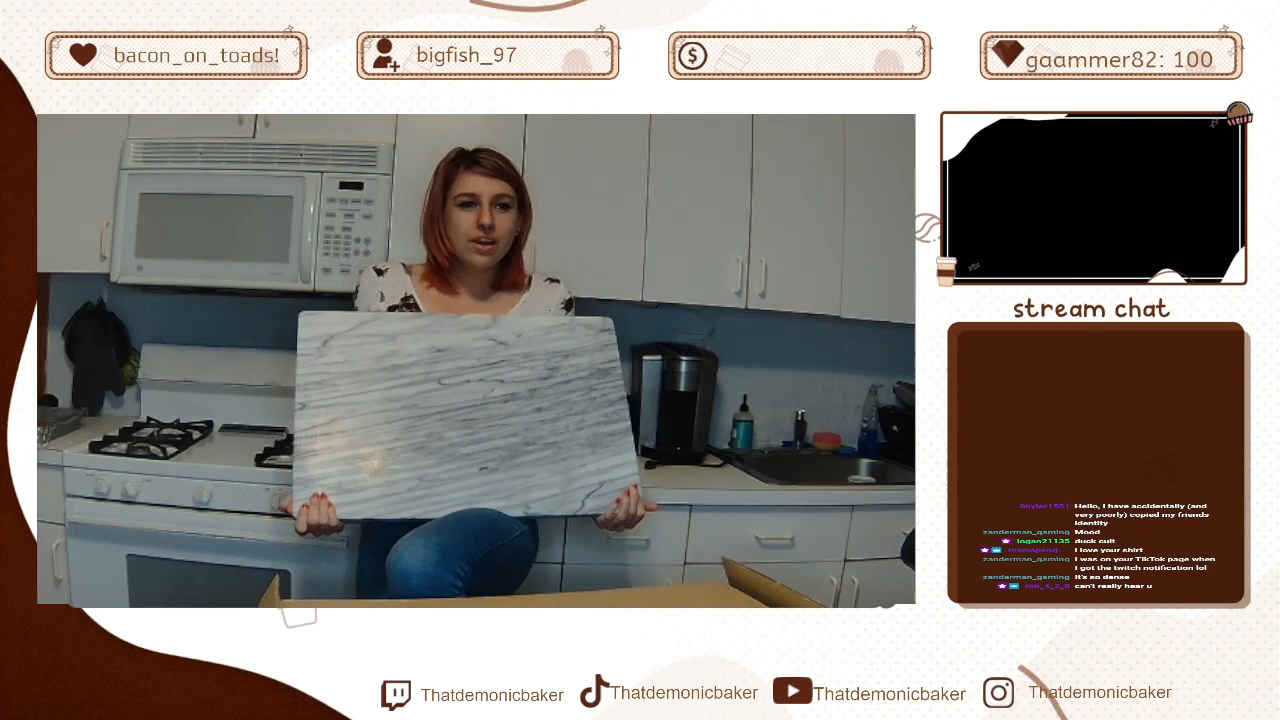 bacon_on_toads!
bigfish_97
gaammer82: 100
stream chat
Skyler1551 Hello, I have accidentally (and
very poorly) copied my friends
identity
zanderman_gaming Mood
logan21135 duck cult
mamapeng I love your shirt
zanderman_gaming I was on your TikTok page when
I got the twitch notification lol
zanderman_gaming It's so dense
rob_4_2_0 can't really hear u
Thatdemonicbaker
Thatdemonicbaker
Thatdemonicbaker
Thatdemonicbaker